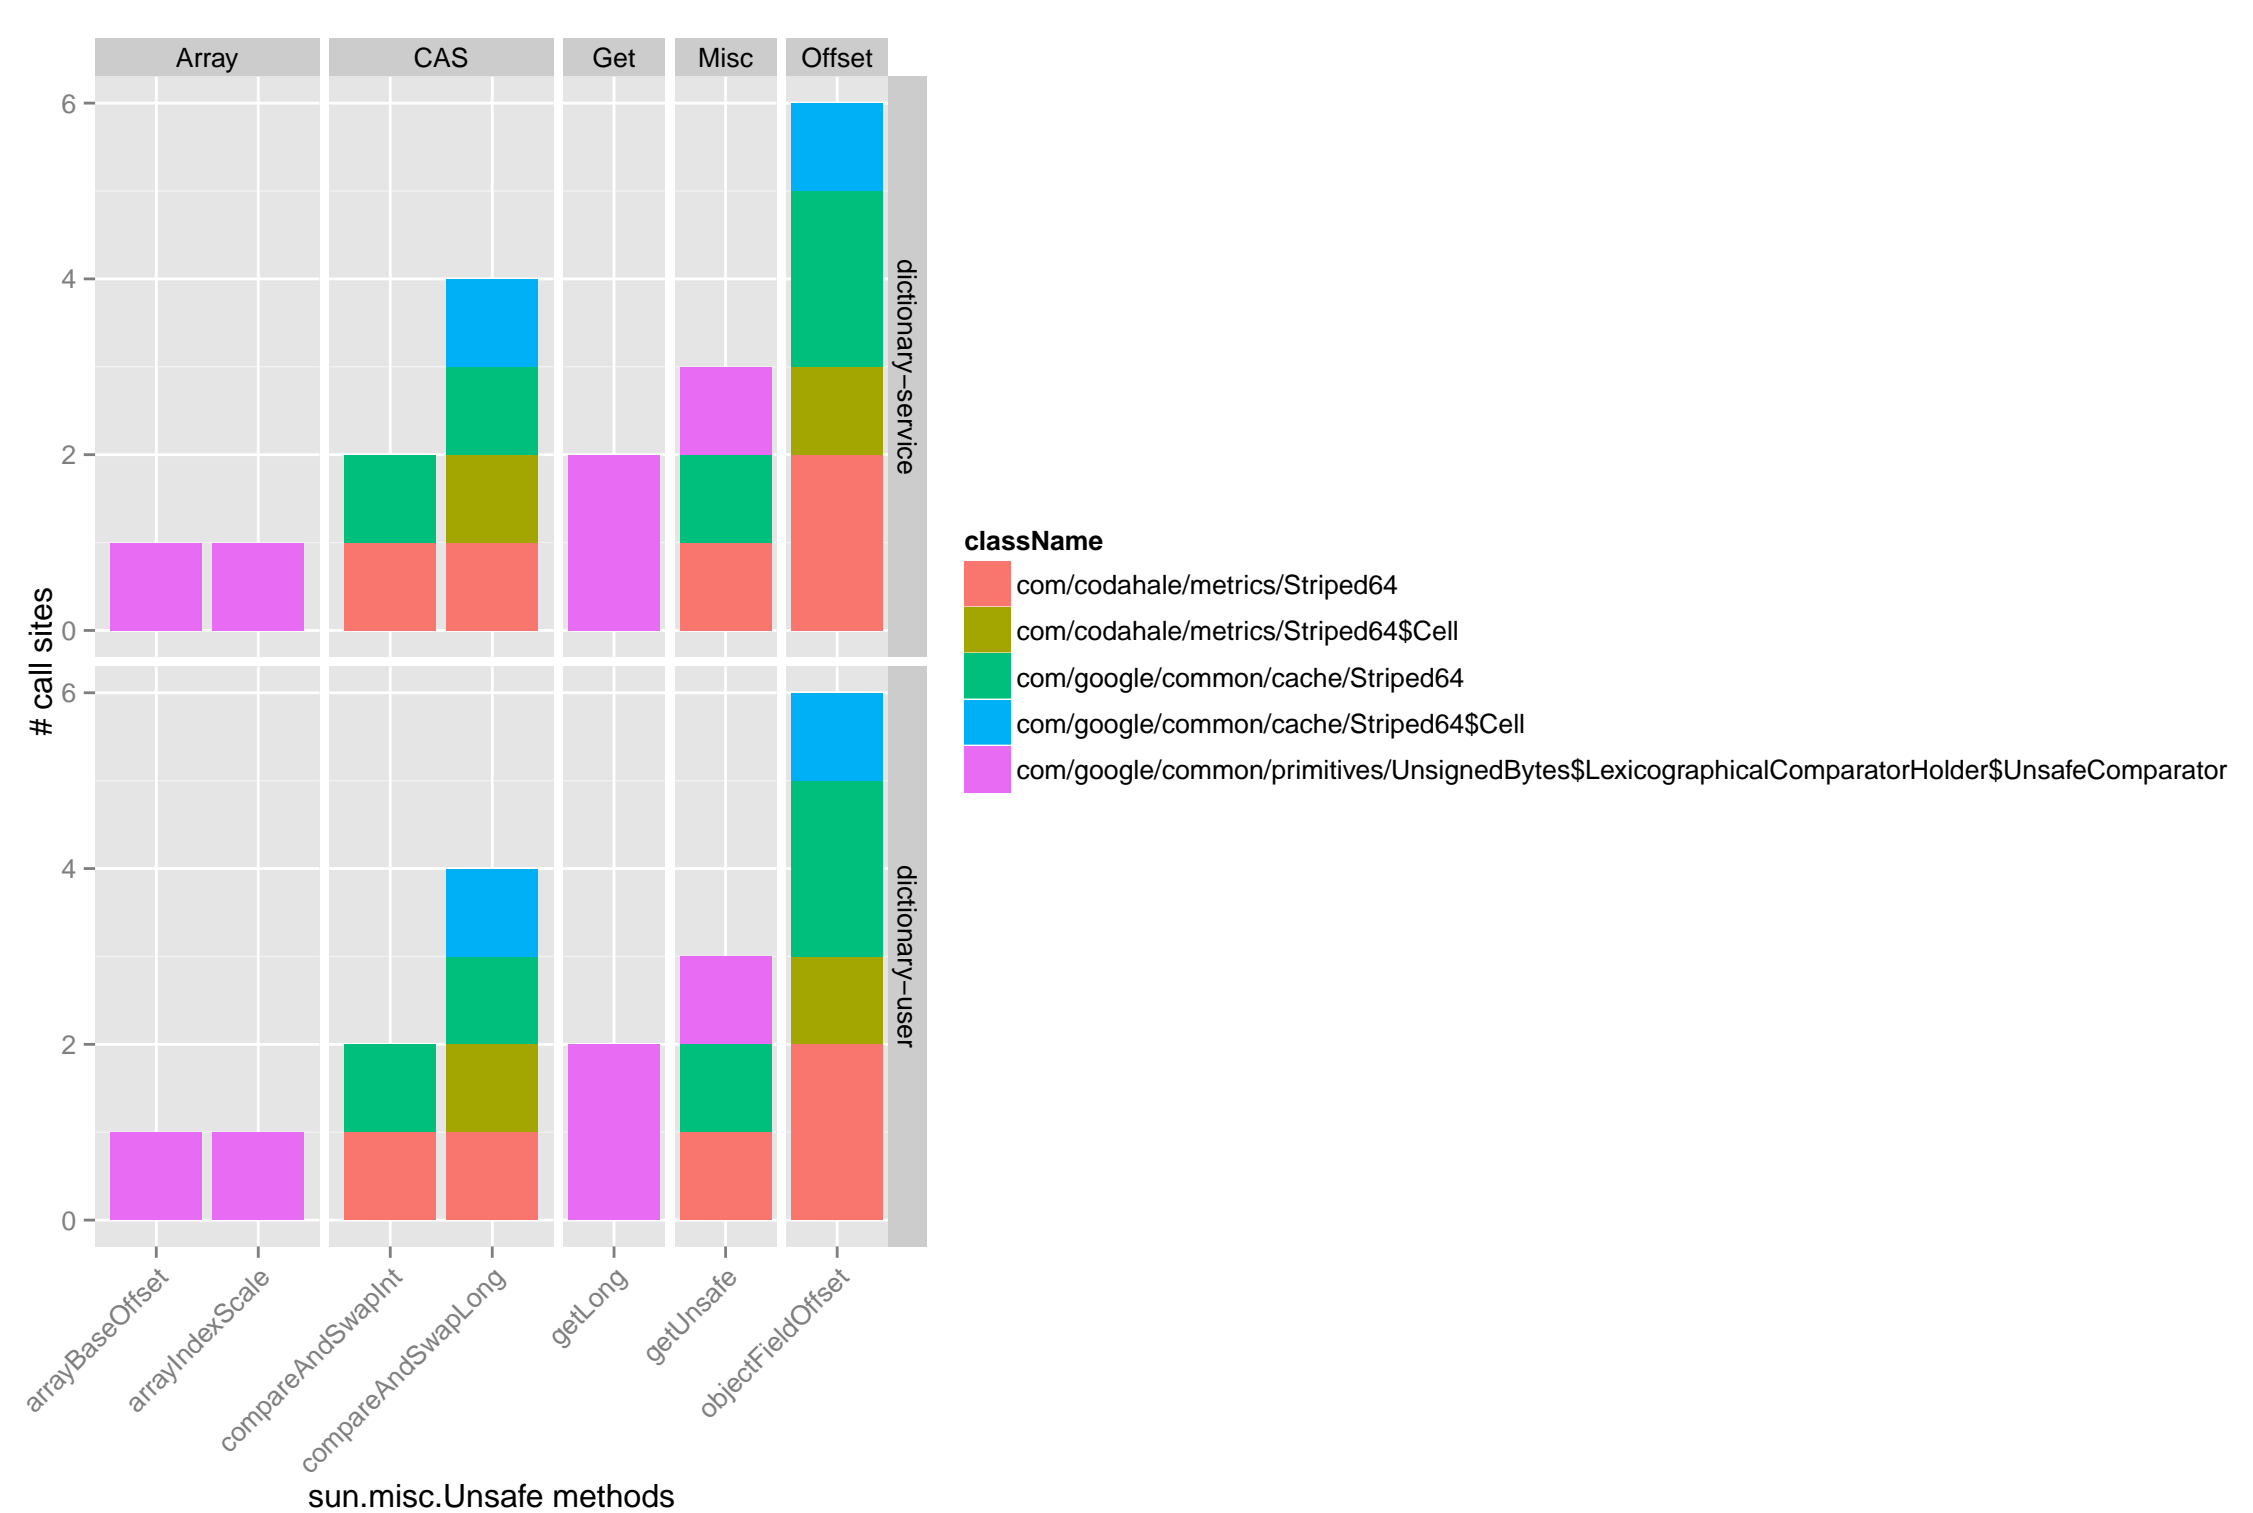 Array CAS Get Misc Offset
6
4
2
0
dictionary−service
6
4
2
0
dictionary−user
# call sites
arrayBaseOffset
arrayIndexScale
compareAndSwapInt
compareAndSwapLong
getLong
getUnsafe
objectFieldOffset
sun.misc.Unsafe methods
className
com/codahale/metrics/Striped64
com/codahale/metrics/Striped64$Cell
com/google/common/cache/Striped64
com/google/common/cache/Striped64$Cell
com/google/common/primitives/UnsignedBytes$LexicographicalComparatorHolder$UnsafeComparator